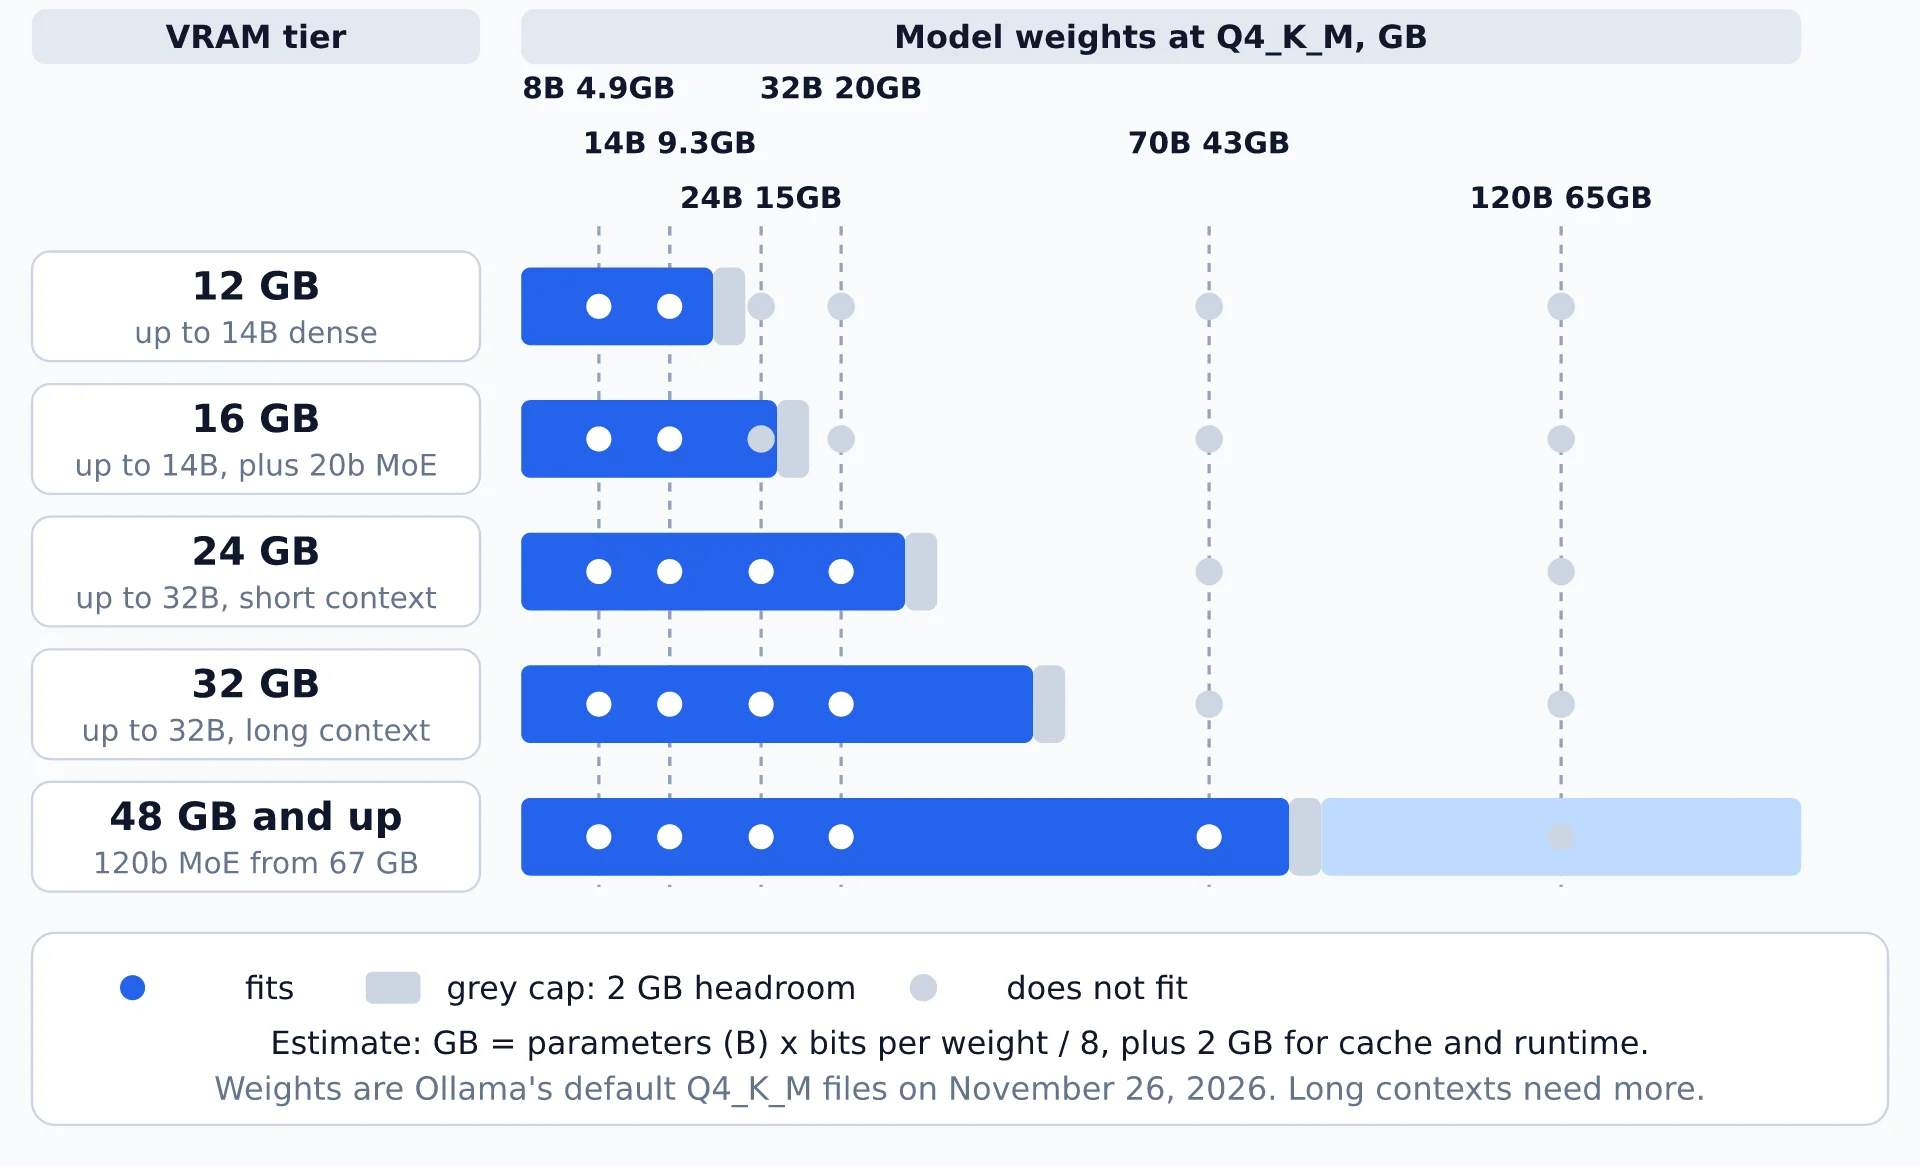 VRAM tier
Model weights at Q4_K_M, GB
8B 4.9GB
32B 20GB
14B 9.3GB
70B 43GB
24B 15GB
120B 65GB
12 GB
up to 14B dense
16 GB
up to 14B, plus 20b MoE
24 GB
up to 32B, short context
32 GB
up to 32B, long context
48 GB and up
120b MoE from 67 GB
fits
grey cap: 2 GB headroom
does not fit
Estimate: GB = parameters (B) x bits per weight / 8, plus 2 GB for cache and runtime.
Weights are Ollama's default Q4_K_M files on November 26, 2026. Long contexts need more.